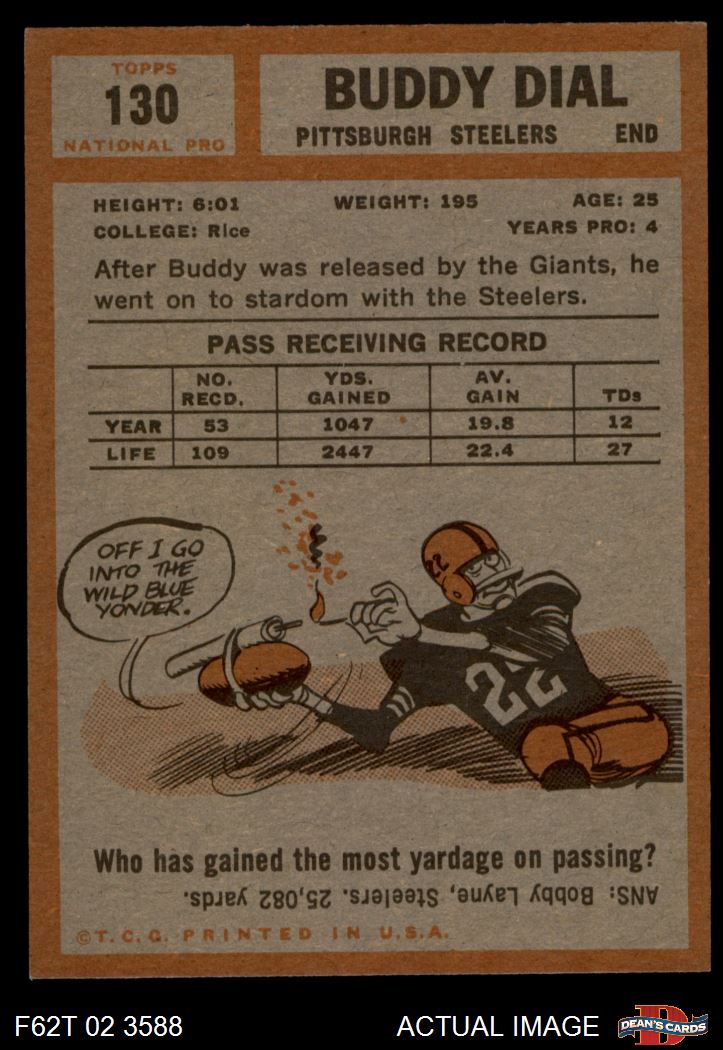 TOPPS
130
NATIONAL PRO
BUDDY DIAL
PITTSBURGH STEELERS END
HEIGHT: 6:01 WEIGHT: 195 AGE: 25
COLLEGE: Rice YEARS PRO: 4
After Buddy was released by the Giants, he
went on to stardom with the Steelers.
PASS RECEIVING RECORD
NO. YDS. AV.
RECD. GAINED GAIN TDs
YEAR 53 1047 19.8 12
LIFE 109 2447 22.4 27
OFF I GO
INTO THE
WILD BLUE
YONDER.
22
22
Who has gained the most yardage on passing?
ANS: Bobby Layne, Steelers. 25,082 yards.
©T.C.G. PRINTED IN U.S.A.
F62T 02 3588 ACTUAL IMAGE
D
DEAN'S CARDS